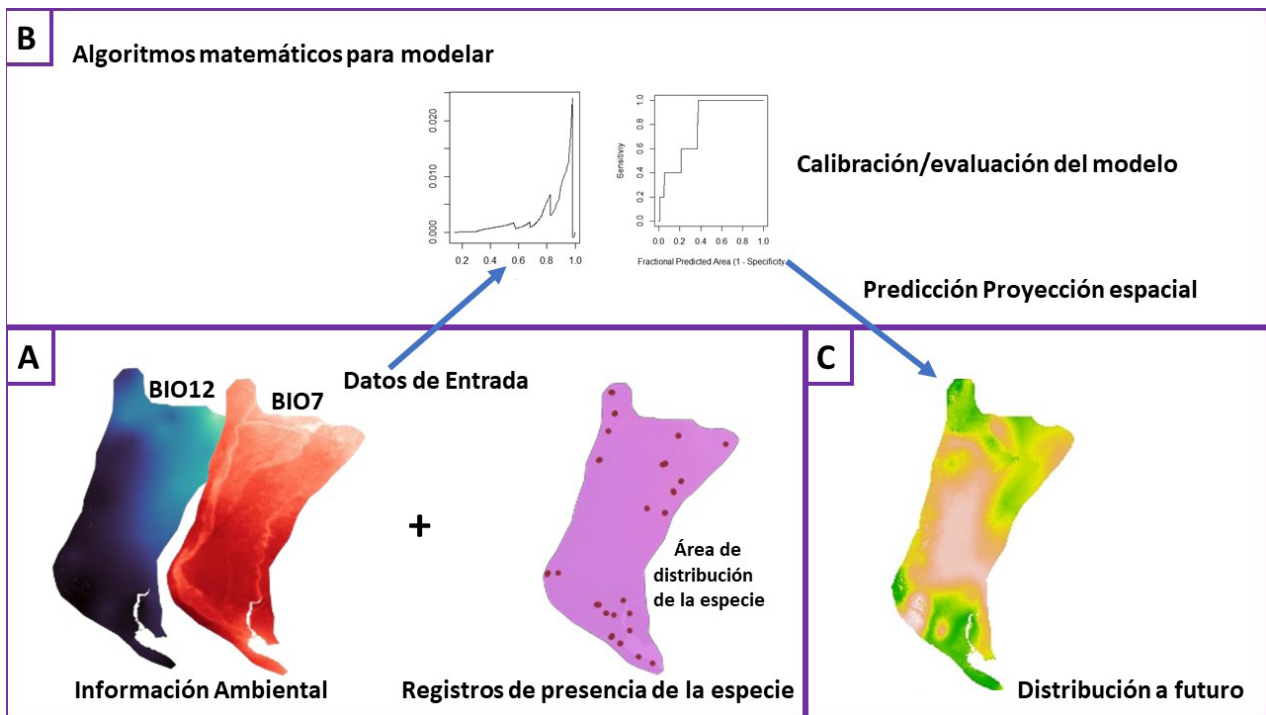 B
Algoritmos matemáticos para modelar
0.020
0.010
0.000
0.2 0.4 0.6 0.8 1.0
Sensitiviy
1.0
0.8
0.6
0.4
0.2
0.0
0.0 0.2 0.4 0.6 0.8 1.0
Fractional Predicted Area (1 - Specificity
Calibración/evaluación del modelo
Predicción Proyección espacial
A
BIO12
BIO7
Datos de Entrada
+
Área de
distribución
de la especie
Información Ambiental
Registros de presencia de la especie
C
Distribución a futuro